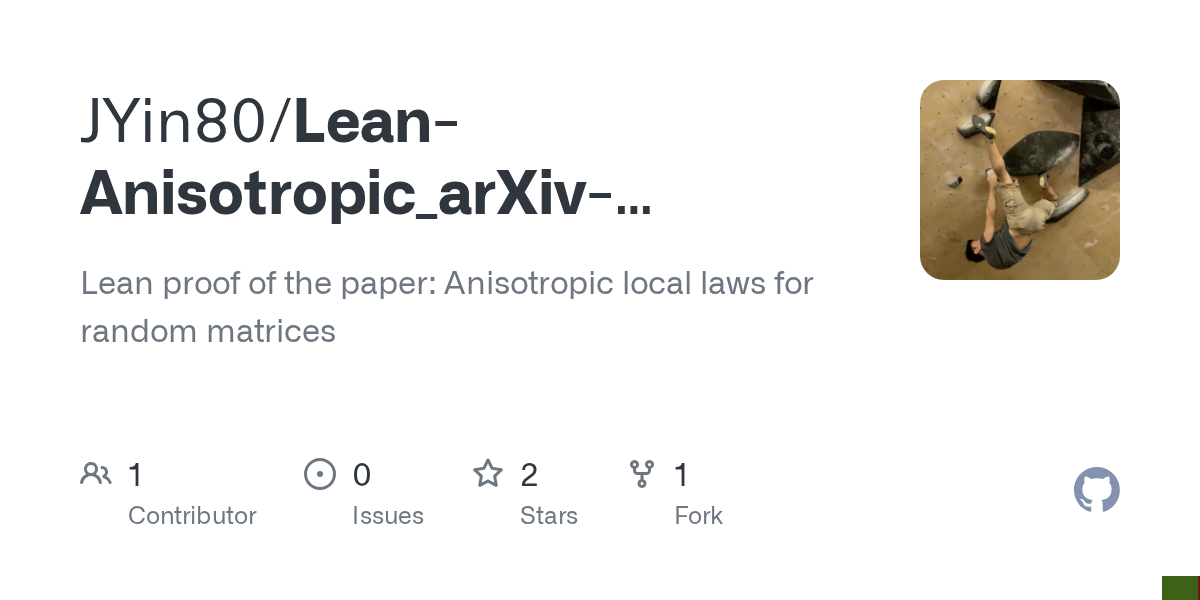 JYin80/Lean-
Anisotropic_arXiv-...
Lean proof of the paper: Anisotropic local laws for
random matrices
1
Contributor
0
Issues
2
Stars
1
Fork